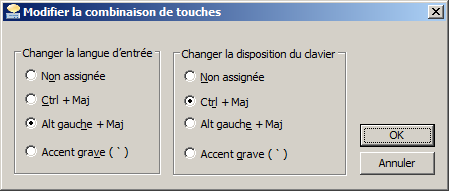 Modifier la combinaison de touches
Changer la langue d'entrée
Non assignée
Ctrl + Maj
Alt gauche + Maj
Accent grave ( ` )
Changer la disposition du clavier
Non assignée
Ctrl + Maj
Alt gauche + Maj
Accent grave ( ` )
OK
Annuler